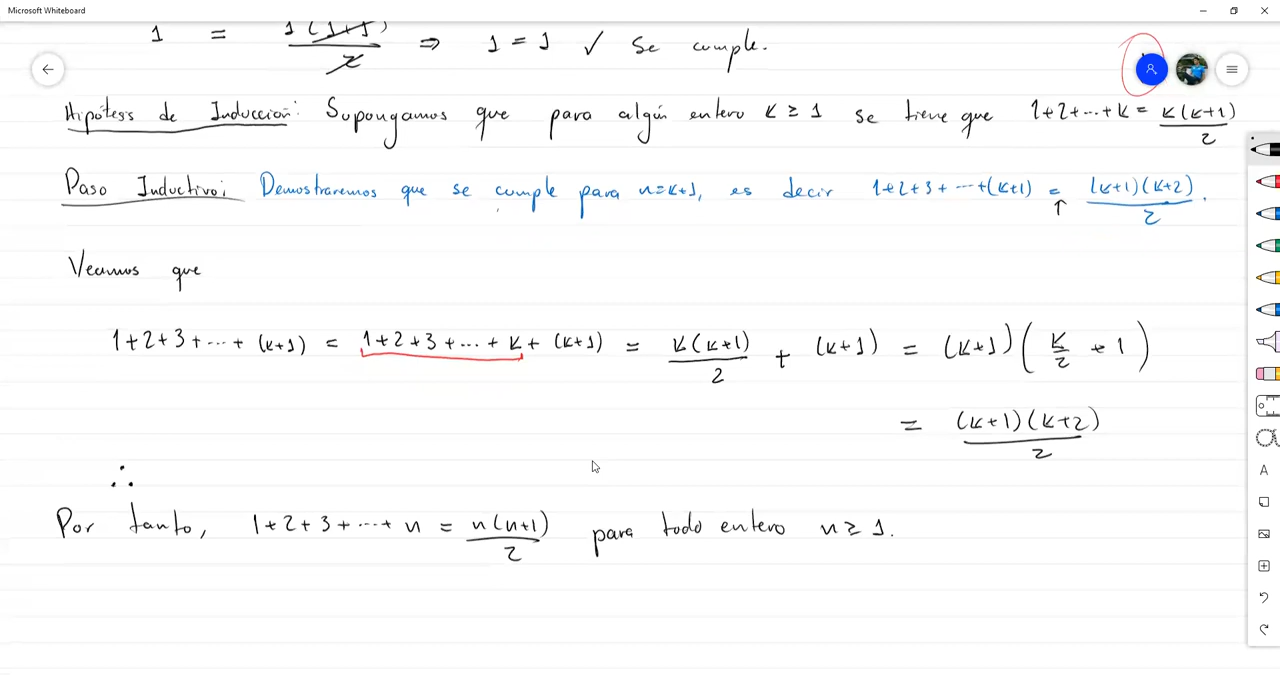 Microsoft Whiteboard
1 = 1(1+1)/2 ⇒ 1 = 1 ✓ Se cumple.
Hipótesis de Inducción: Supongamos que para algún entero K ≥ 1 se tiene que 1+2+...+K = K(K+1)/2
Paso Inductivo: Demostraremos que se cumple para n=K+1, es decir 1+2+3+...+(K+1) = (K+1)(K+2)/2.
↑
Veamos que
1+2+3+...+(K+1) = 1+2+3+...+K+(K+1) = K(K+1)/2 + (K+1) = (K+1)(K/2 + 1)
= (K+1)(K+2)/2
∴
Por tanto, 1+2+3+...+n = n(n+1)/2 para todo entero n ≥ 1.
A